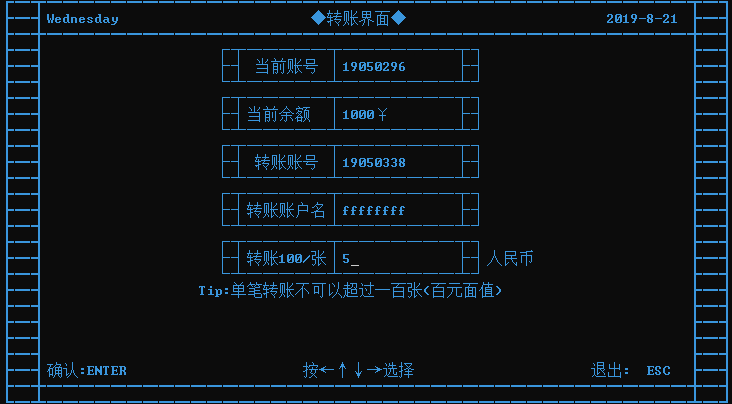 Wednesday ◆转账界面◆ 2019-8-21
当前账号 19050296
当前余额 1000￥
转账账号 19050338
转账账户名 ffffffff
转账100/张 5_ 人民币
Tip:单笔转账不可以超过一百张(百元面值)
确认:ENTER 按←↑↓→选择 退出: ESC